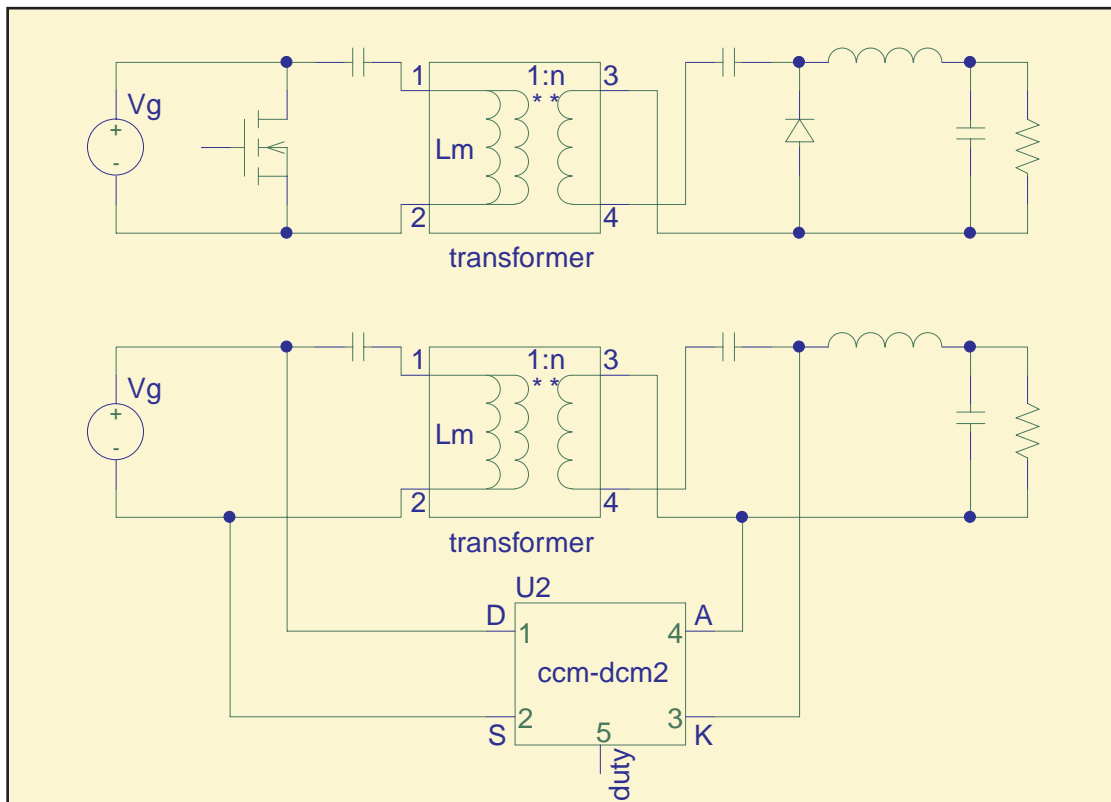 1 1:n 3
* *
Vg
+
-
Lm
2 4
transformer
1 1:n 3
* *
Vg
+
-
Lm
2 4
transformer
U2
D A
1 4
ccm-dcm2
2 5 3
S K
duty